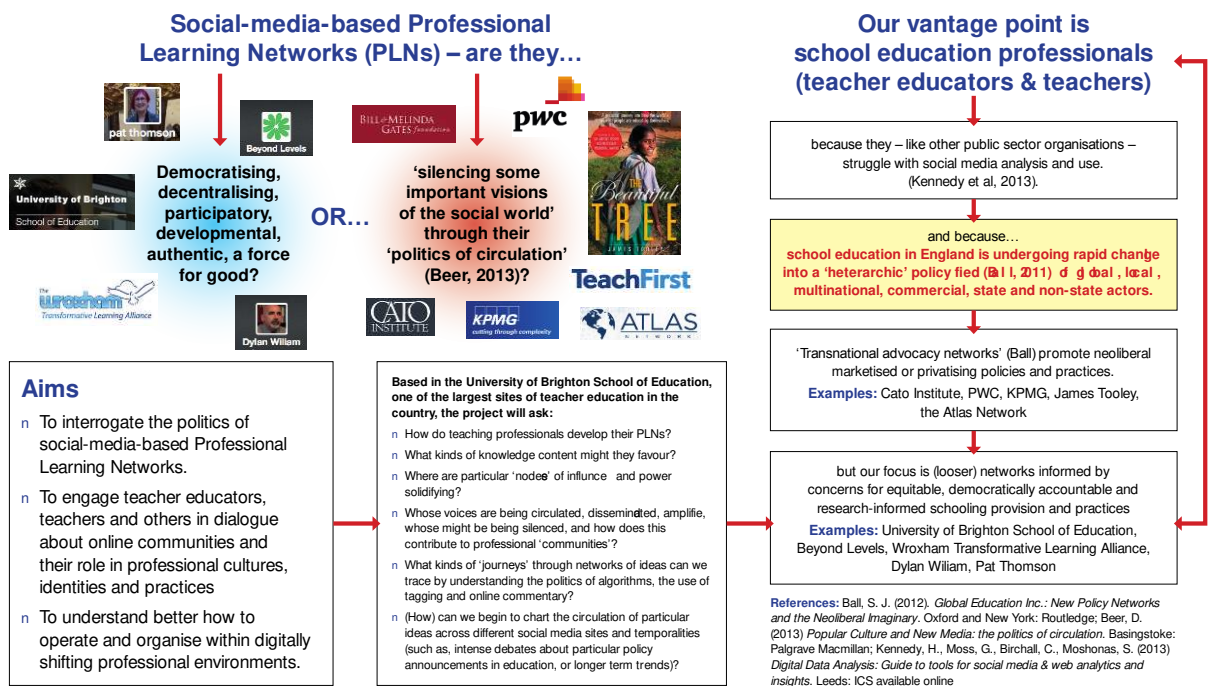 Social-media-based Professional
Learning Networks (PLNs) – are they…
pat thomson
Beyond Levels
University of Brighton
School of Education
Democratising,
decentralising,
participatory,
developmental,
authentic, a force
for good?
The
wroxham
Transformative Learning Alliance
Dylan Wiliam
OR…
BILL & MELINDA
GATES foundation
pwc
THE
Beautiful
TREE
JAMES TOOLEY
'silencing some
important visions
of the social world'
through their
'politics of circulation'
(Beer, 2013)?
TeachFirst
CATO
INSTITUTE
KPMG
cutting through complexity
ATLAS
NETWORK
Aims
n To interrogate the politics of
social-media-based Professional
Learning Networks.
n To engage teacher educators,
teachers and others in dialogue
about online communities and
their role in professional cultures,
identities and practices
n To understand better how to
operate and organise within digitally
shifting professional environments.
Based in the University of Brighton School of Education,
one of the largest sites of teacher education in the
country, the project will ask:
n How do teaching professionals develop their PLNs?
n What kinds of knowledge content might they favour?
n Where are particular 'nodes' of influnce and power
solidifying?
n Whose voices are being circulated, disseminated, amplifie,
whose might be being silenced, and how does this
contribute to professional 'communities'?
n What kinds of 'journeys' through networks of ideas can we
trace by understanding the politics of algorithms, the use of
tagging and online commentary?
n (How) can we begin to chart the circulation of particular
ideas across different social media sites and temporalities
(such as, intense debates about particular policy
announcements in education, or longer term trends)?
Our vantage point is
school education professionals
(teacher educators & teachers)
because they – like other public sector organisations –
struggle with social media analysis and use.
(Kennedy et al, 2013).
and because…
school education in England is undergoing rapid change
into a 'heterarchic' policy fied (Ball, 2011) of global, local,
multinational, commercial, state and non-state actors.
'Transnational advocacy networks' (Ball) promote neoliberal
marketised or privatising policies and practices.
Examples: Cato Institute, PWC, KPMG, James Tooley,
the Atlas Network
but our focus is (looser) networks informed by
concerns for equitable, democratically accountable and
research-informed schooling provision and practices
Examples: University of Brighton School of Education,
Beyond Levels, Wroxham Transformative Learning Alliance,
Dylan Wiliam, Pat Thomson
References: Ball, S. J. (2012). Global Education Inc.: New Policy Networks
and the Neoliberal Imaginary. Oxford and New York: Routledge; Beer, D.
(2013) Popular Culture and New Media: the politics of circulation. Basingstoke:
Palgrave Macmillan; Kennedy, H., Moss, G., Birchall, C., Moshonas, S. (2013)
Digital Data Analysis: Guide to tools for social media & web analytics and
insights. Leeds: ICS available online